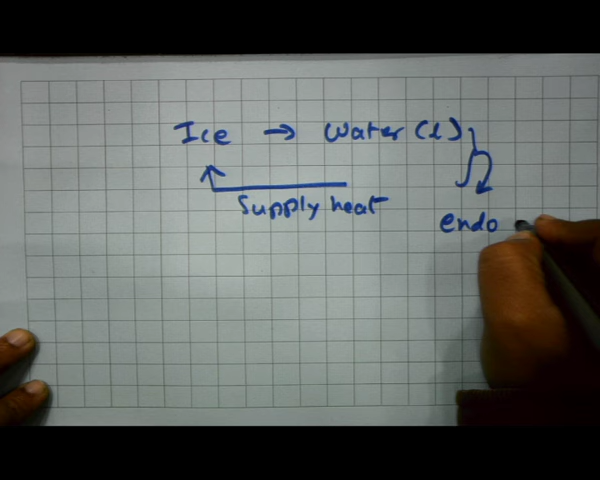 Ice → Water (l)
Supply heat
endo